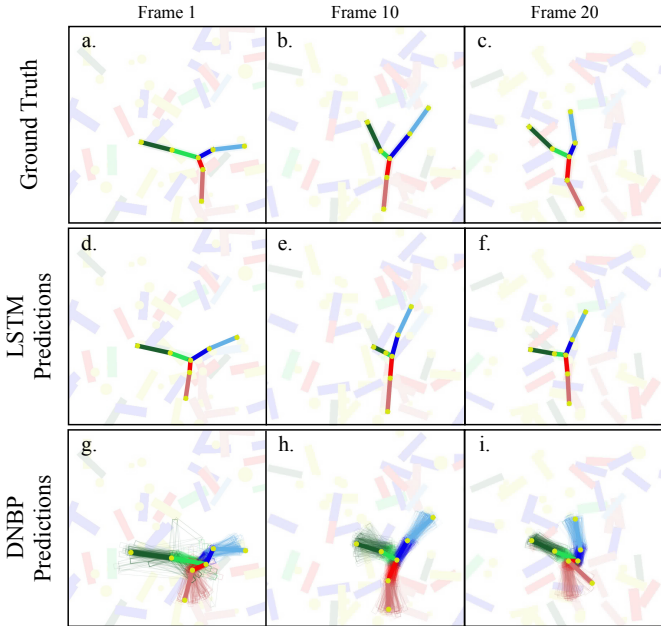 Frame 1
Frame 10
Frame 20
Ground Truth
a.
b.
c.
LSTM
Predictions
d.
e.
f.
DNBP
Predictions
g.
h.
i.